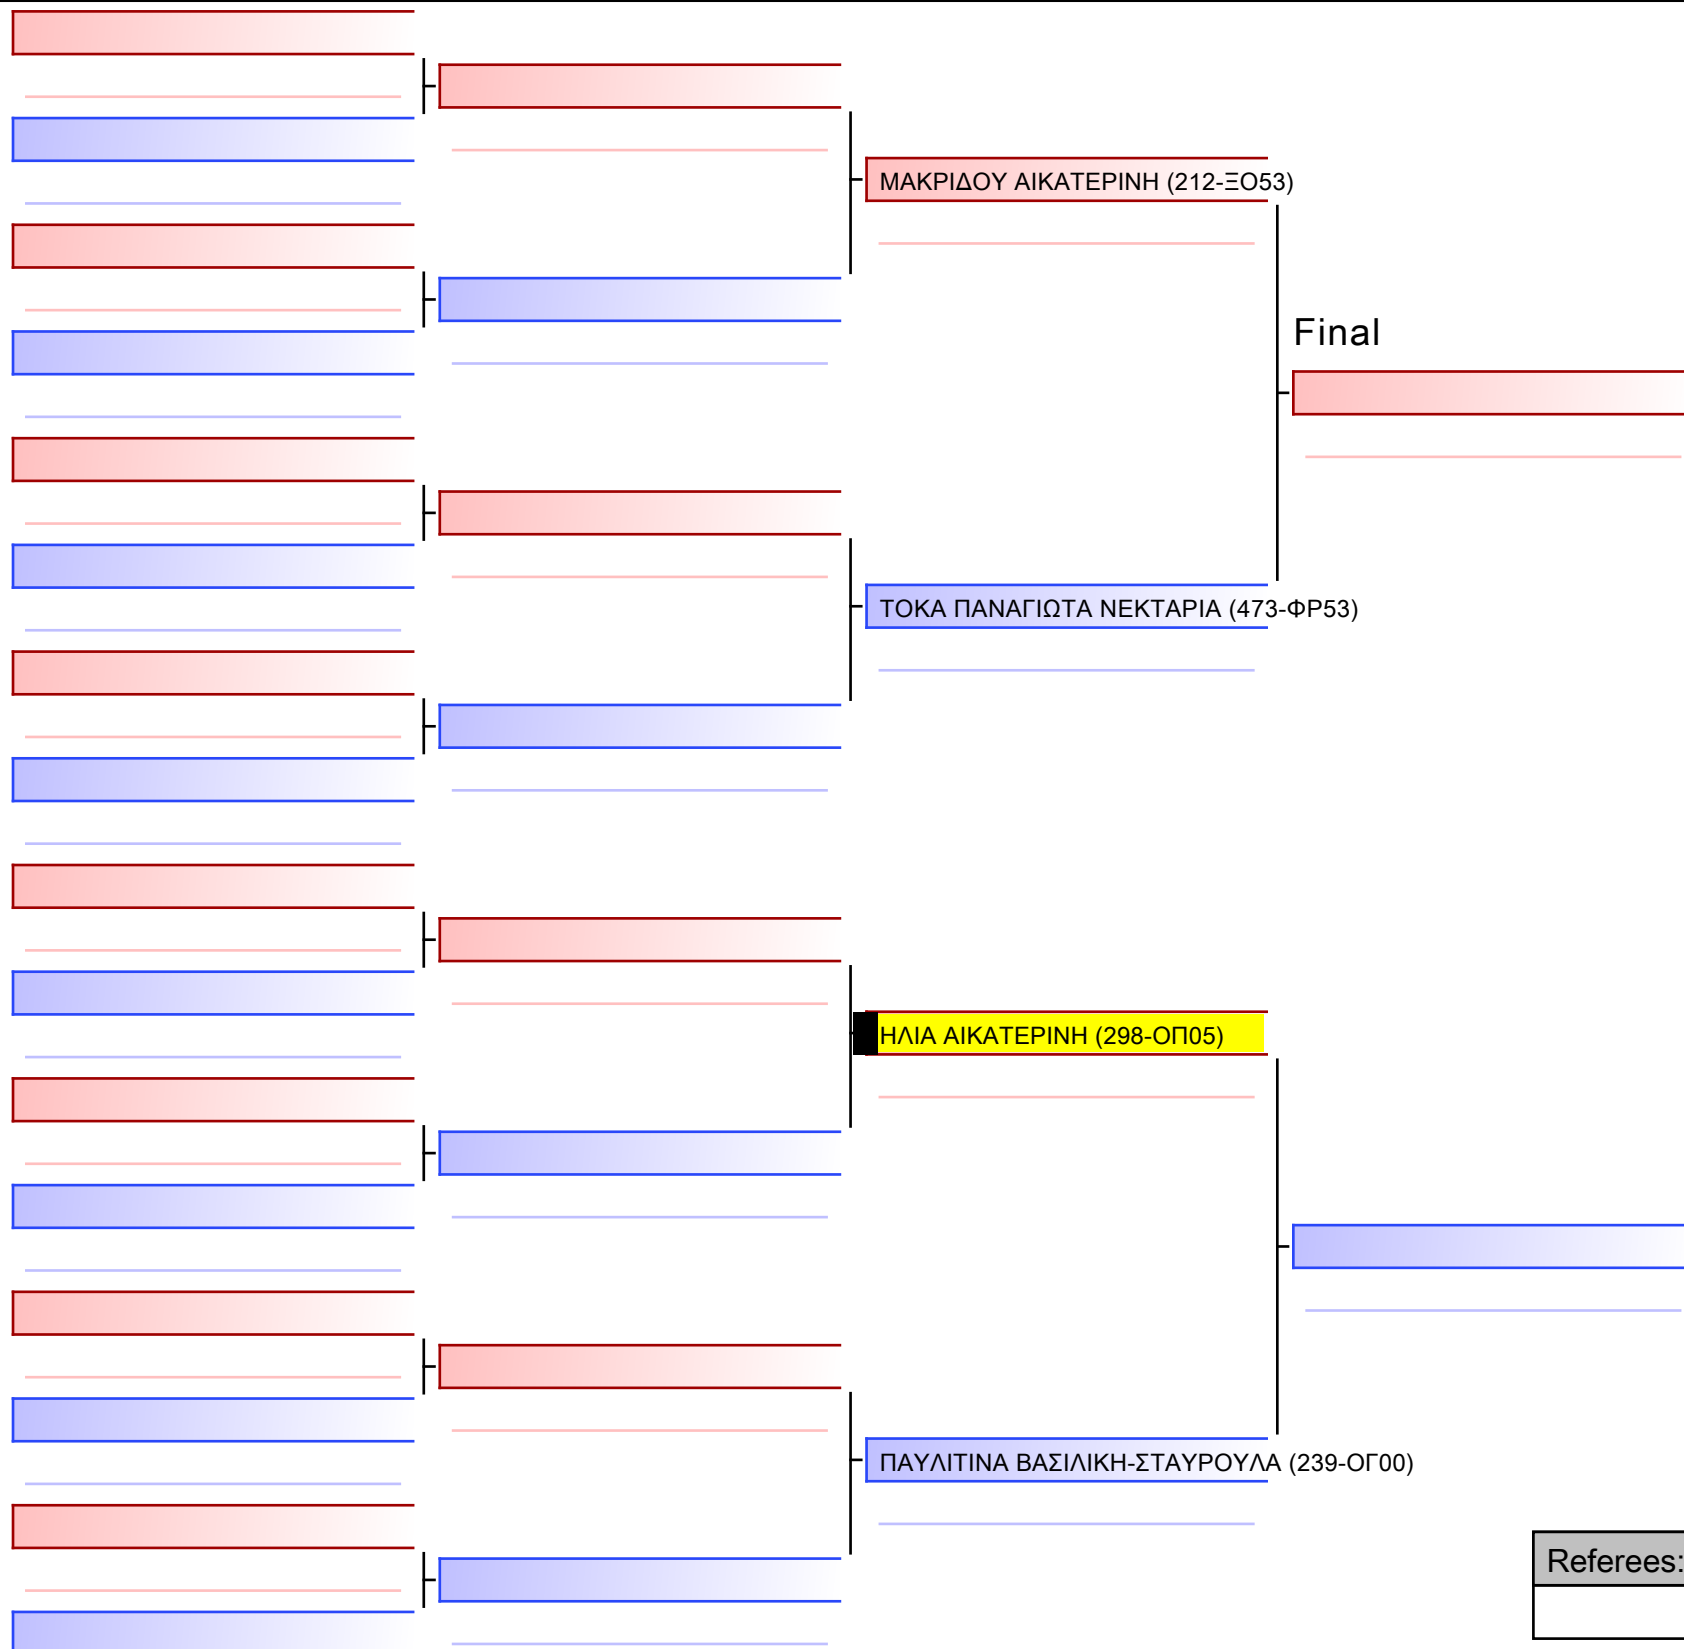 ΜΑΚΡΙΔΟΥ ΑΙΚΑΤΕΡΙΝΗ (212-ΞΟ53)
Final
ΤΟΚΑ ΠΑΝΑΓΙΩΤΑ ΝΕΚΤΑΡΙΑ (473-ΦΡ53)
ΗΛΙΑ ΑΙΚΑΤΕΡΙΝΗ (298-ΟΠ05)
ΠΑΥΛΙΤΙΝΑ ΒΑΣΙΛΙΚΗ-ΣΤΑΥΡΟΥΛΑ (239-ΟΓ00)
Referees: